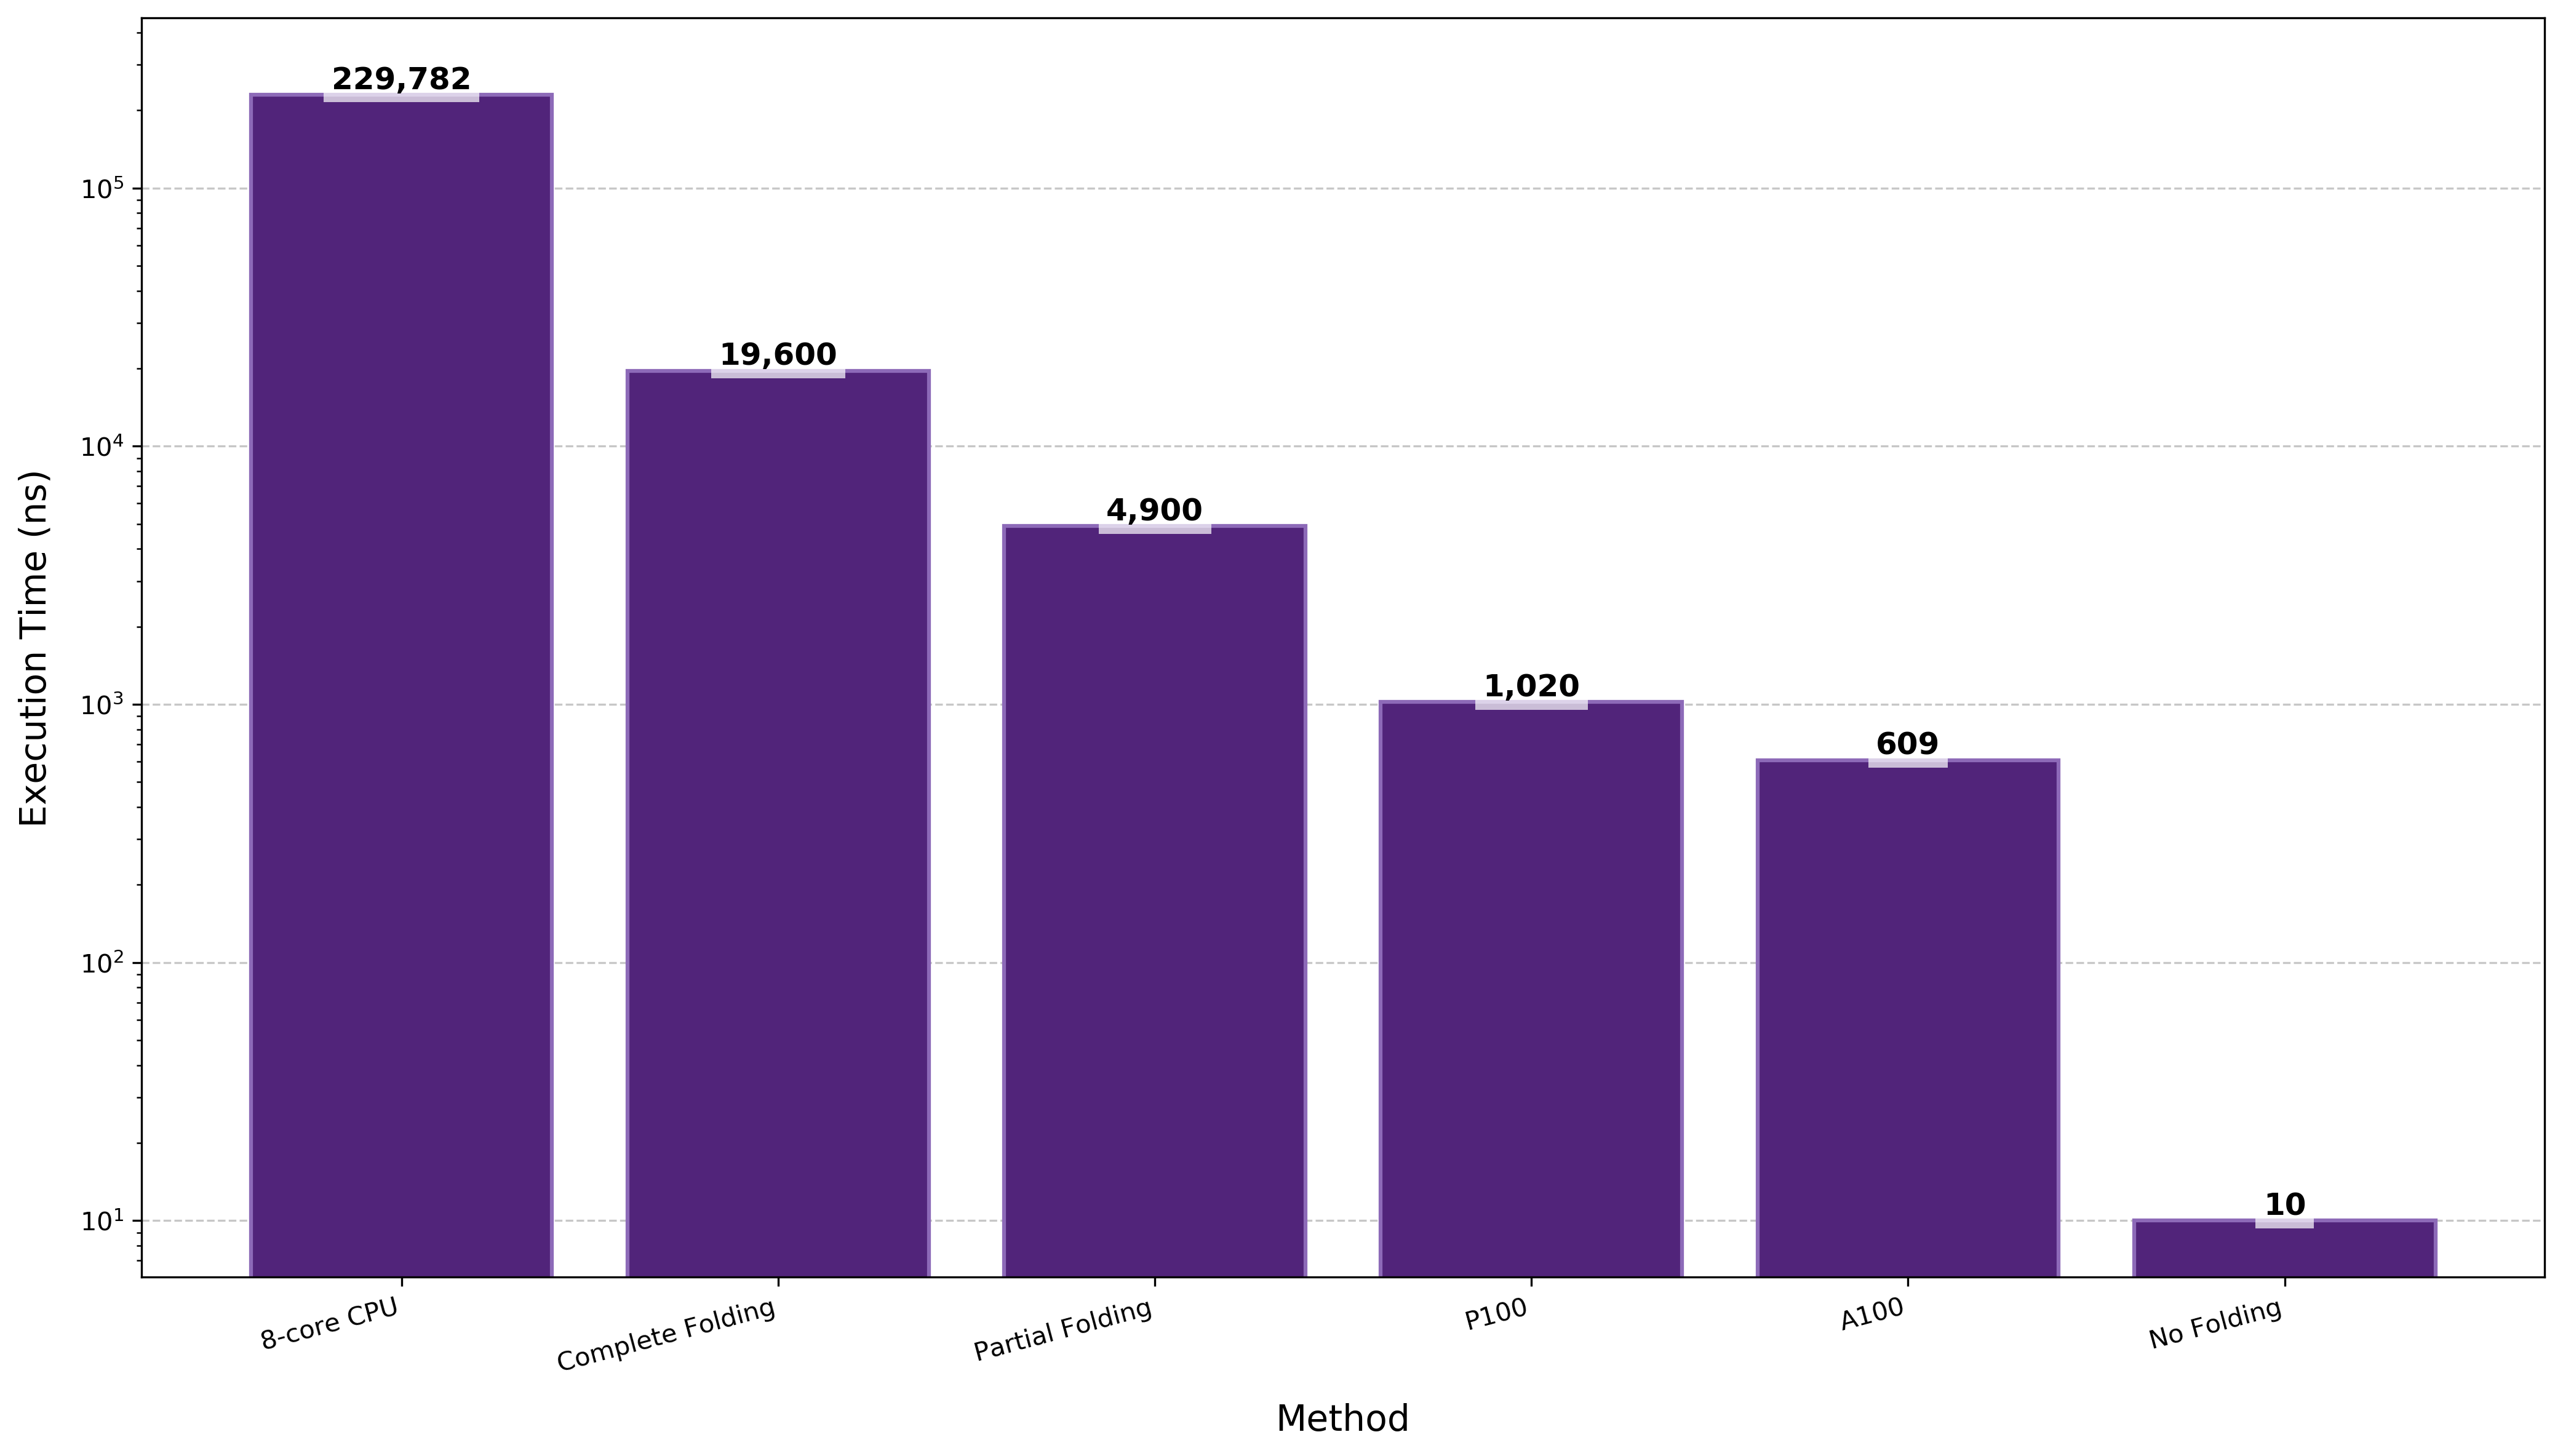 Execution Time (ns)
10⁵
10⁴
10³
10²
10¹
229,782
19,600
4,900
1,020
609
10
8-core CPU
Complete Folding
Partial Folding
P100
A100
No Folding
Method